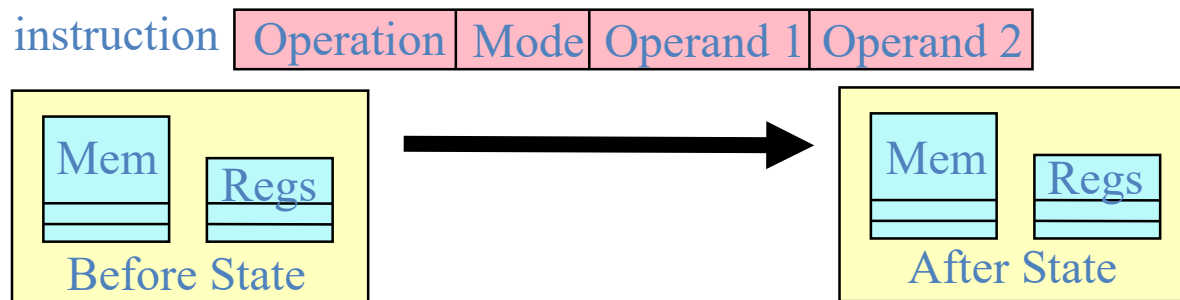 instruction Operation Mode Operand 1 Operand 2
Mem Regs
Before State
Mem Regs
After State